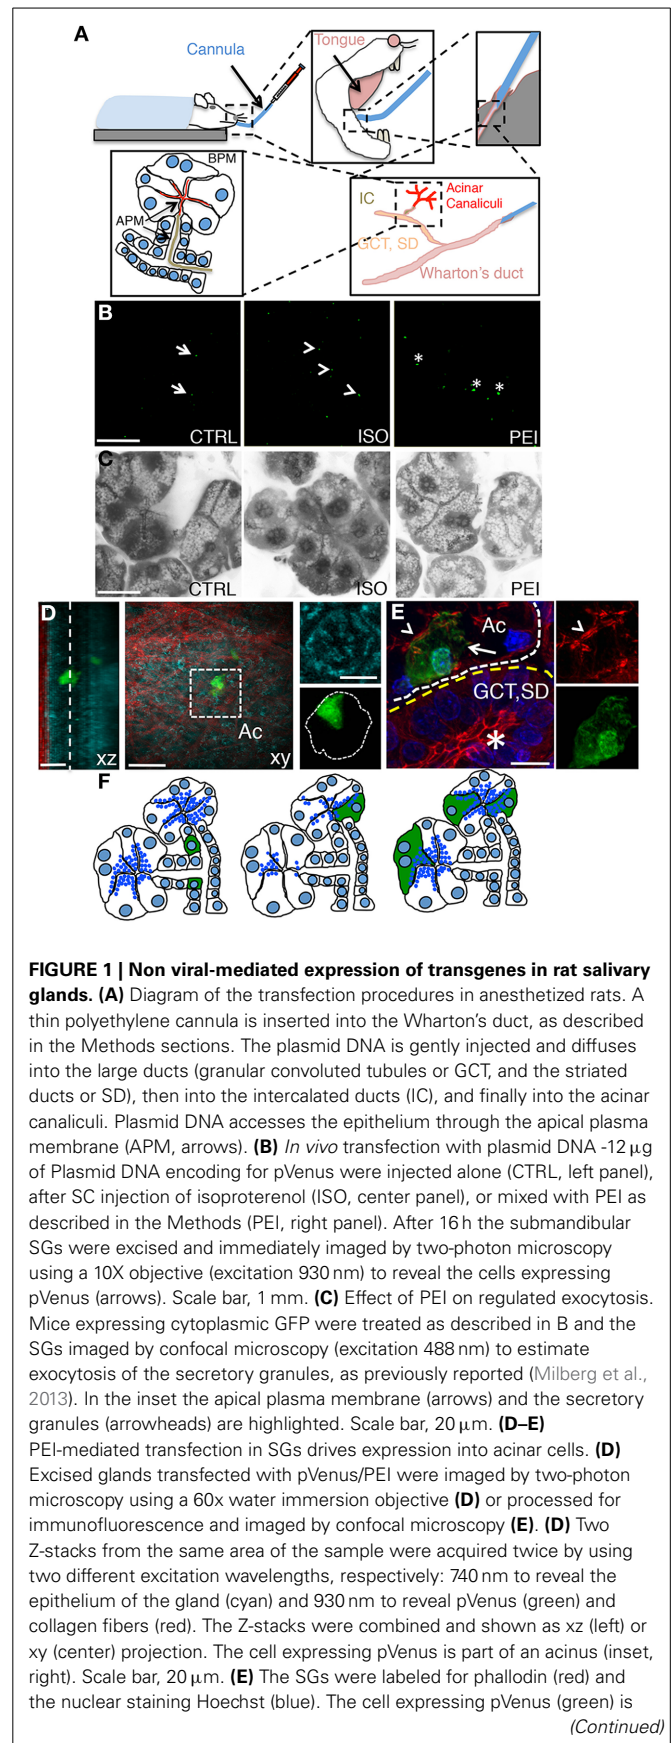 A
Cannula
Tongue
BPM
APM
IC
Acinar
Canaliculi
GCT, SD
Wharton's duct
B
CTRL
ISO
PEI
C
CTRL
ISO
PEI
D
xz
Ac
xy
E
Ac
GCT,SD
F
FIGURE 1 | Non viral-mediated expression of transgenes in rat salivary
glands. (A) Diagram of the transfection procedures in anesthetized rats. A
thin polyethylene cannula is inserted into the Wharton's duct, as described
in the Methods sections. The plasmid DNA is gently injected and diffuses
into the large ducts (granular convoluted tubules or GCT, and the striated
ducts or SD), then into the intercalated ducts (IC), and finally into the acinar
canaliculi. Plasmid DNA accesses the epithelium through the apical plasma
membrane (APM, arrows). (B) In vivo transfection with plasmid DNA -12 μg
of Plasmid DNA encoding for pVenus were injected alone (CTRL, left panel),
after SC injection of isoproterenol (ISO, center panel), or mixed with PEI as
described in the Methods (PEI, right panel). After 16 h the submandibular
SGs were excised and immediately imaged by two-photon microscopy
using a 10X objective (excitation 930 nm) to reveal the cells expressing
pVenus (arrows). Scale bar, 1 mm. (C) Effect of PEI on regulated exocytosis.
Mice expressing cytoplasmic GFP were treated as described in B and the
SGs imaged by confocal microscopy (excitation 488 nm) to estimate
exocytosis of the secretory granules, as previously reported (Milberg et al.,
2013). In the inset the apical plasma membrane (arrows) and the secretory
granules (arrowheads) are highlighted. Scale bar, 20 μm. (D–E)
PEI-mediated transfection in SGs drives expression into acinar cells. (D)
Excised glands transfected with pVenus/PEI were imaged by two-photon
microscopy using a 60x water immersion objective (D) or processed for
immunofluorescence and imaged by confocal microscopy (E). (D) Two
Z-stacks from the same area of the sample were acquired twice by using
two different excitation wavelengths, respectively: 740 nm to reveal the
epithelium of the gland (cyan) and 930 nm to reveal pVenus (green) and
collagen fibers (red). The Z-stacks were combined and shown as xz (left) or
xy (center) projection. The cell expressing pVenus is part of an acinus (inset,
right). Scale bar, 20 μm. (E) The SGs were labeled for phallodin (red) and
the nuclear staining Hoechst (blue). The cell expressing pVenus (green) is
(Continued)